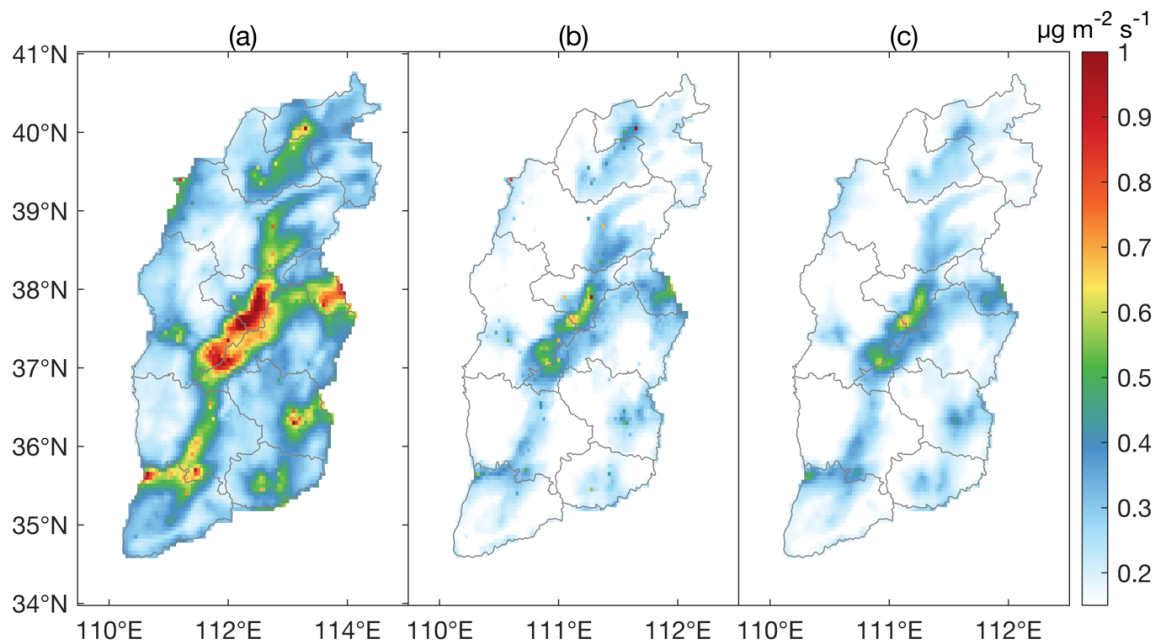 (a) (b) (c) µg m⁻² s⁻¹
41°N
40°N
39°N
38°N
37°N
36°N
35°N
34°N
110°E 112°E 114°E
110°E 111°E 112°E
110°E 111°E 112°E
1
0.9
0.8
0.7
0.6
0.5
0.4
0.3
0.2